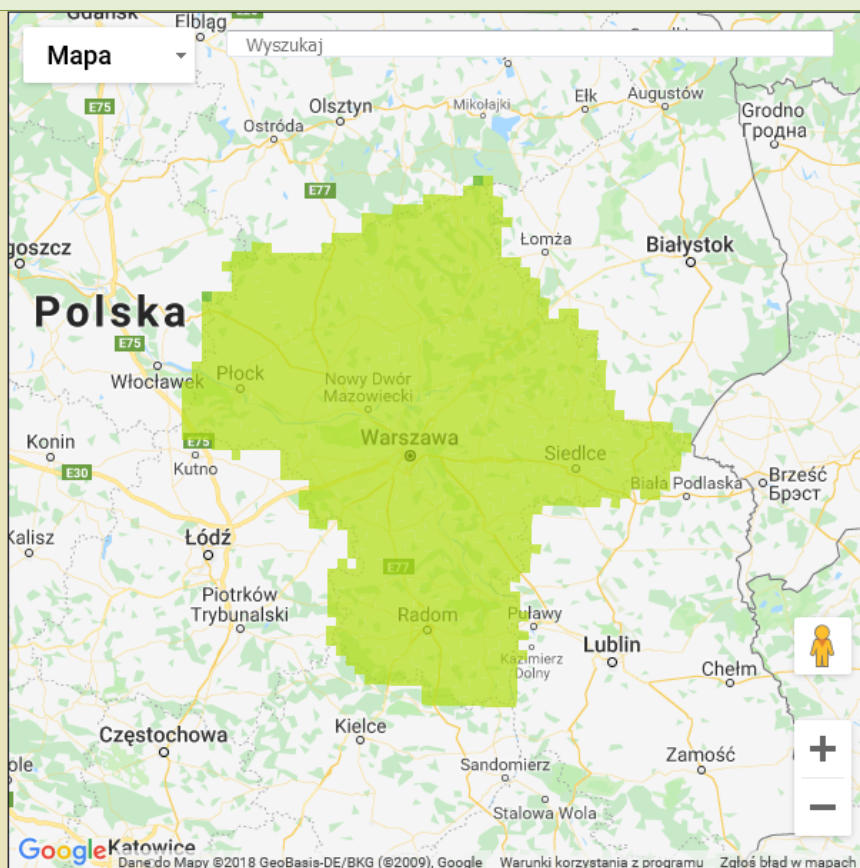 Gdańsk
Elbląg
E28
Mapa
Wyszukaj
E75
Olsztyn
Mikołajki
Ełk
Augustów
Ostróda
Grodno
Гродна
E77
Łomża
Białystok
goszcz
Polska
E75
Włocławek
Płock
Nowy Dwór
Mazowiecki
Warszawa
Konin
E75
Kutno
Siedlce
E30
Biała Podlaska
Brześć
Брэст
Kalisz
Łódź
E77
Piotrków
Trybunalski
Radom
Puławy
Lublin
Kazimierz
Dolny
Chełm
Częstochowa
Kielce
Zamość
ole
Sandomierz
Stalowa Wola
Google
Katowice
Dane do Mapy ©2018 GeoBasis-DE/BKG (©2009), Google Warunki korzystania z programu Zgłoś błąd w mapach